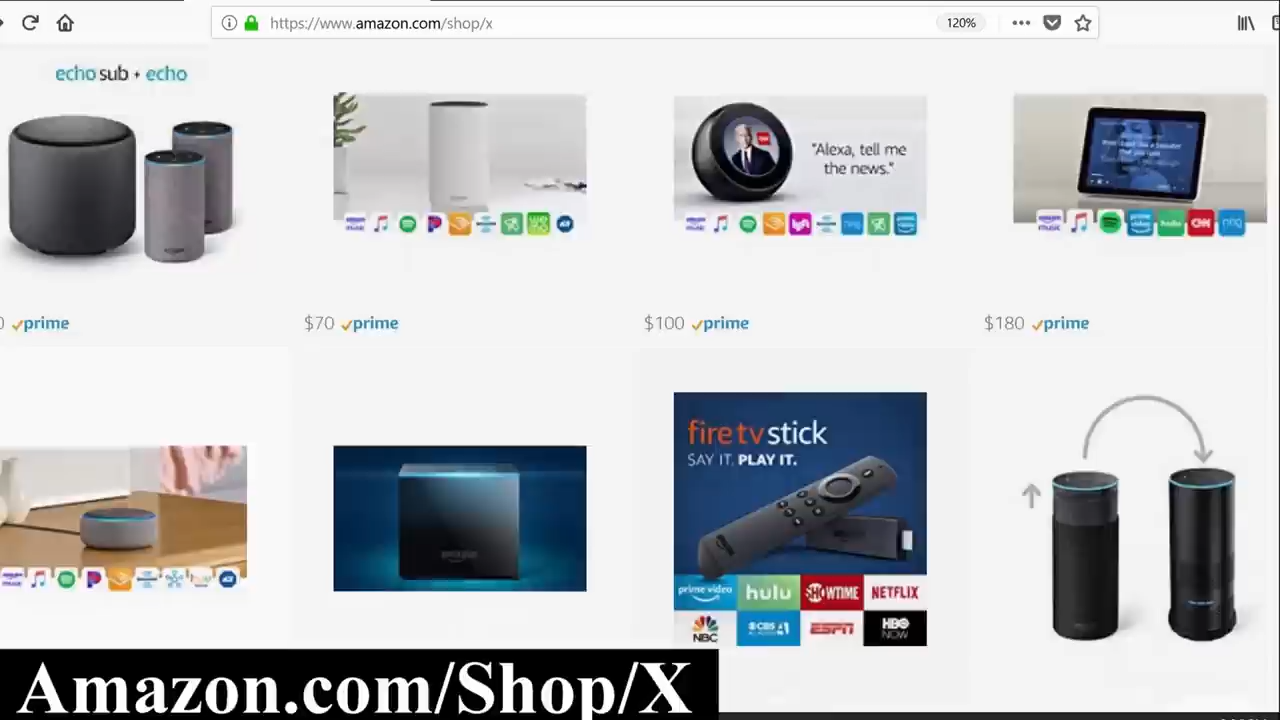 https://www.amazon.com/shop/x
120%
echo sub + echo
"Alexa, tell me
the news."
prime
$70 prime
$100 prime
$180 prime
fire tv stick
SAY IT. PLAY IT.
prime video
hulu
SHOWTIME
NETFLIX
NBC
CBS
ESPN
HBO
NOW
Amazon.com/Shop/X